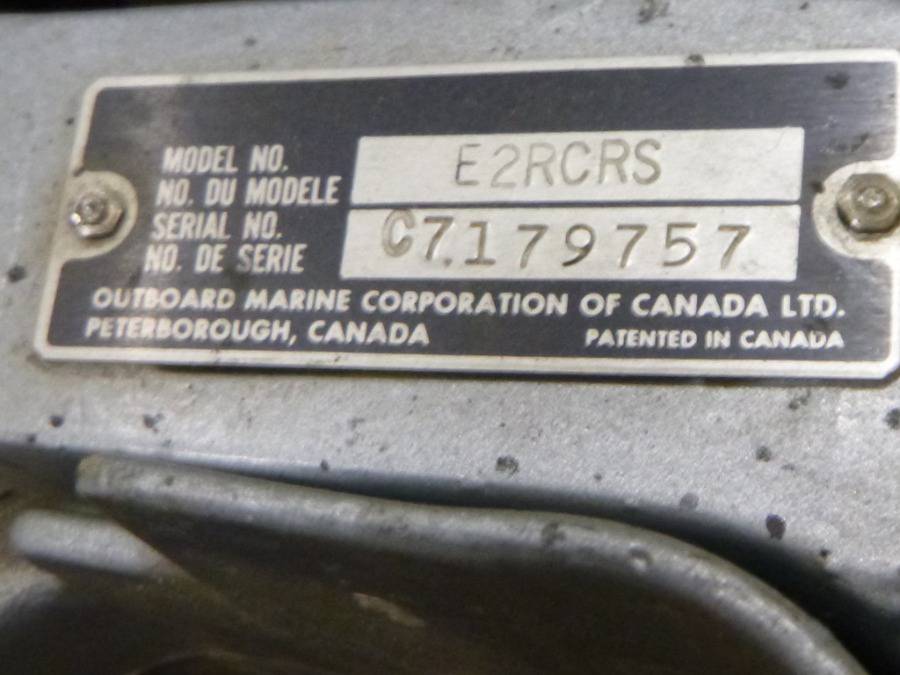 MODEL NO. E2RCRS
NO. DU MODELE
SERIAL NO. C7179757
NO. DE SERIE
OUTBOARD MARINE CORPORATION OF CANADA LTD.
PETERBOROUGH, CANADA PATENTED IN CANADA